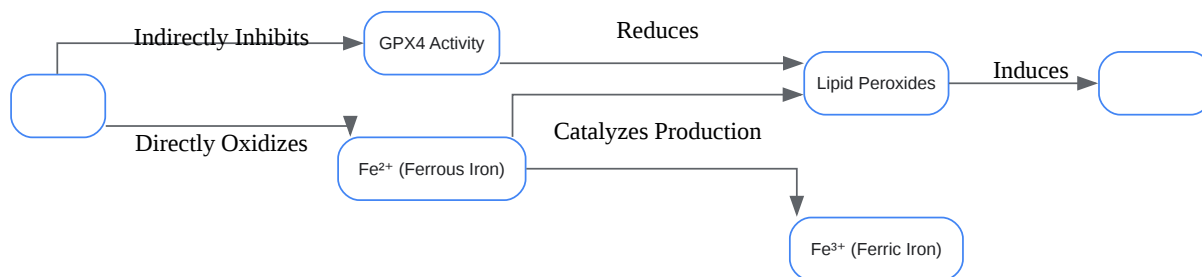 Indirectly Inhibits
GPX4 Activity
Reduces
Lipid Peroxides
Induces
Directly Oxidizes
Catalyzes Production
Fe²⁺ (Ferrous Iron)
Fe³⁺ (Ferric Iron)